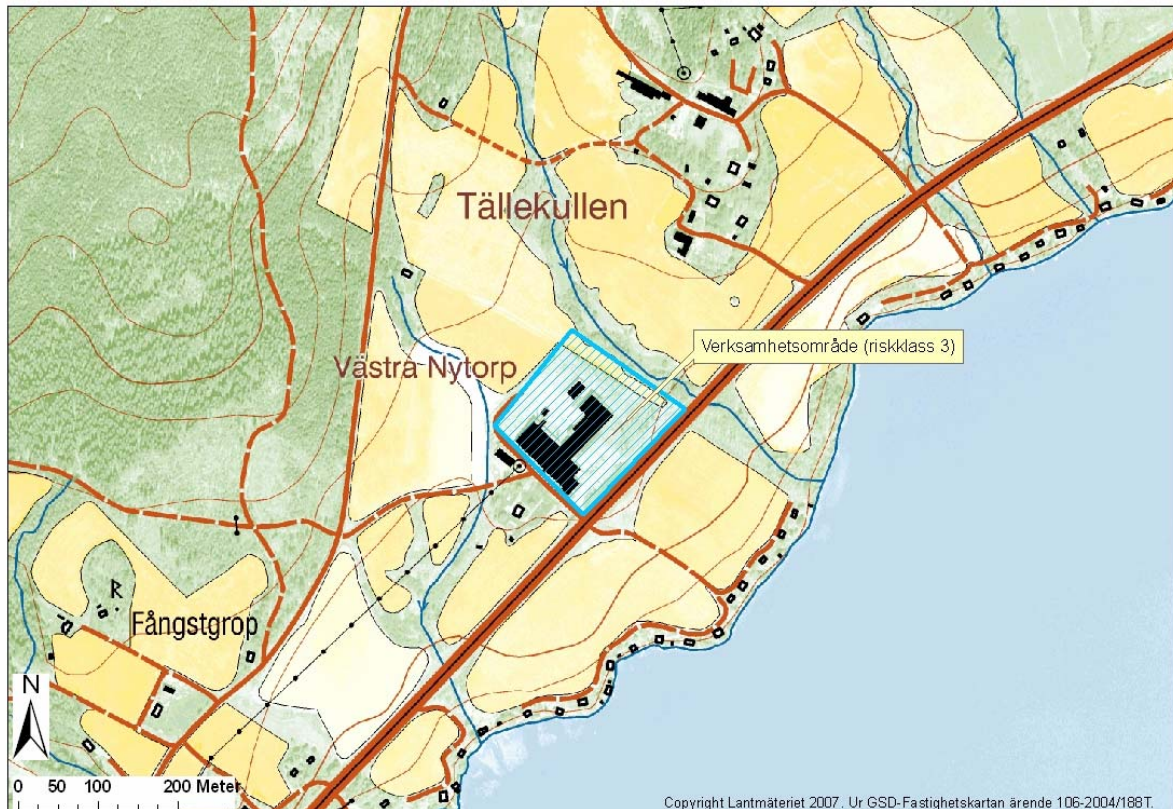 Tällekullen
Verksamhetsområde (riskklass 3)
Västra Nytorp
Fångstgrop
N
0 50 100 200 Meter
Copyright Lantmäteriet 2007. Ur GSD-Fastighetskartan ärende 106-2004/188T.